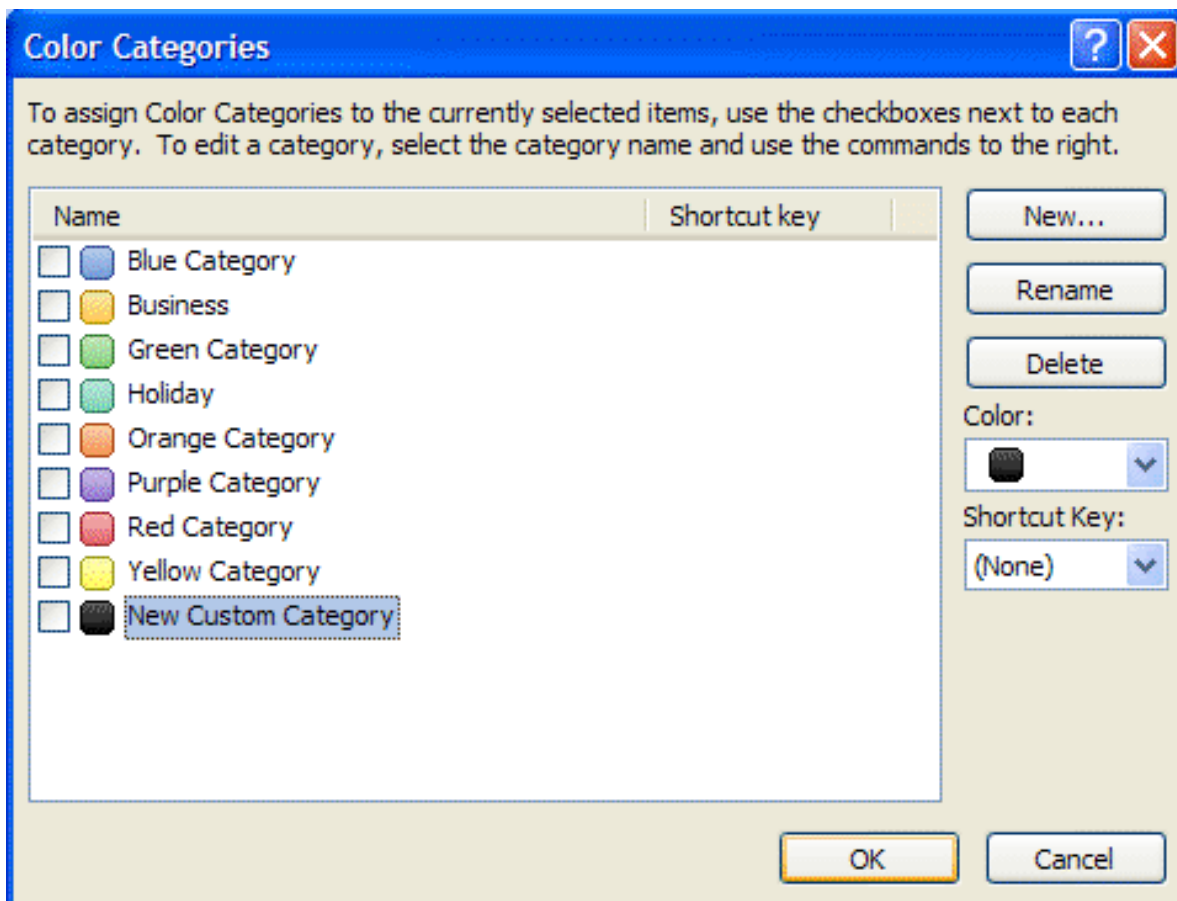 Color Categories
To assign Color Categories to the currently selected items, use the checkboxes next to each
category. To edit a category, select the category name and use the commands to the right.
Name Shortcut key
Blue Category
Business
Green Category
Holiday
Orange Category
Purple Category
Red Category
Yellow Category
New Custom Category
New...
Rename
Delete
Color:
Shortcut Key:
(None)
OK Cancel